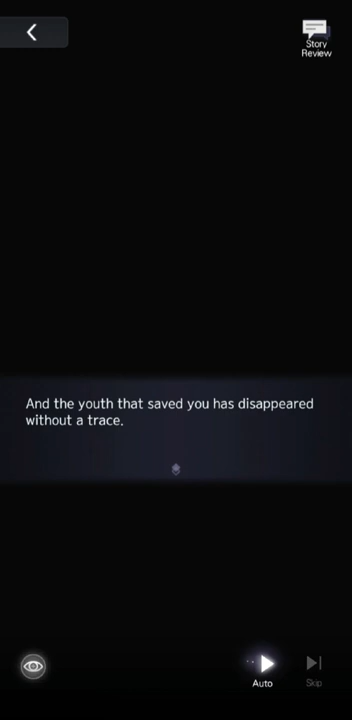 Story
Review
And the youth that saved you has disappeared
without a trace.
Auto
Skip